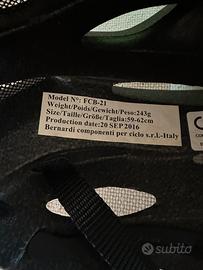 Model N°: FCB-21
Weight/Poids/Gewicht/Peso:243g
Size/Taille/Größe/Taglia:59-62cm
Production date:20 SEP 2016
Bernardi componenti per ciclo s.r.l.-Italy
subito